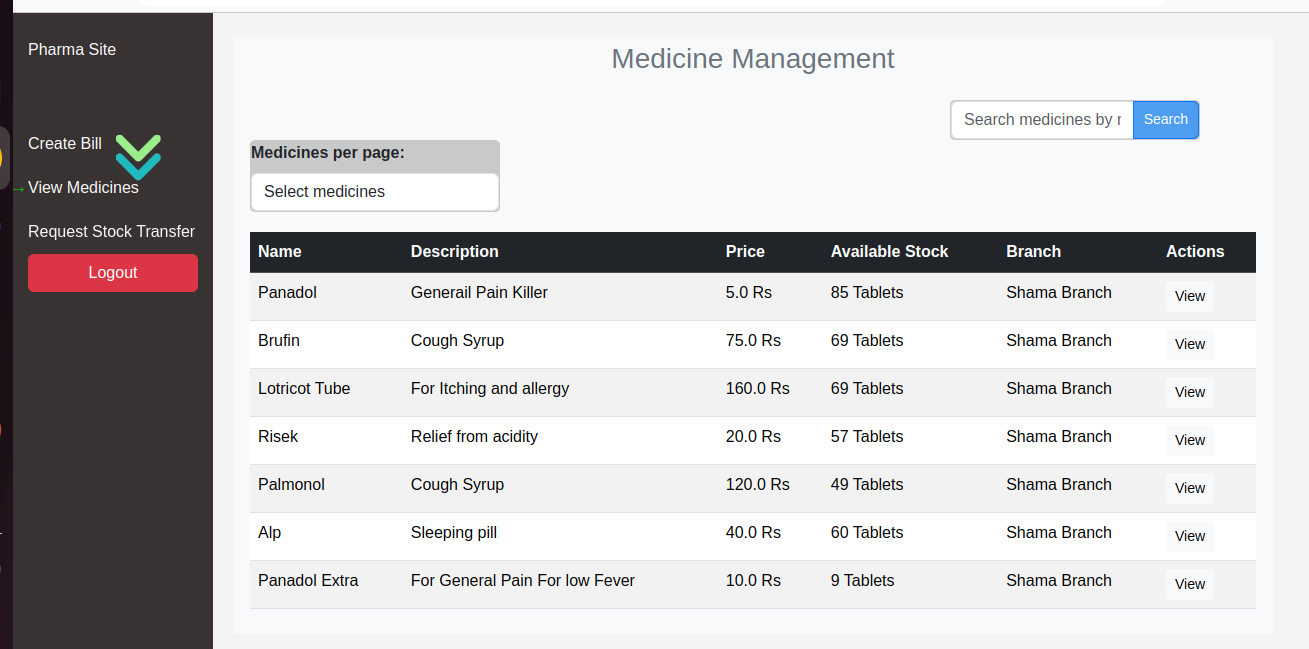 Pharma Site
Create Bill
→ View Medicines
Request Stock Transfer
Logout
Medicine Management
Search medicines by
Search
Medicines per page:
Select medicines
Name Description Price Available Stock Branch Actions
Panadol Generail Pain Killer 5.0 Rs 85 Tablets Shama Branch View
Brufin Cough Syrup 75.0 Rs 69 Tablets Shama Branch View
Lotricot Tube For Itching and allergy 160.0 Rs 69 Tablets Shama Branch View
Risek Relief from acidity 20.0 Rs 57 Tablets Shama Branch View
Palmonol Cough Syrup 120.0 Rs 49 Tablets Shama Branch View
Alp Sleeping pill 40.0 Rs 60 Tablets Shama Branch View
Panadol Extra For General Pain For low Fever 10.0 Rs 9 Tablets Shama Branch View